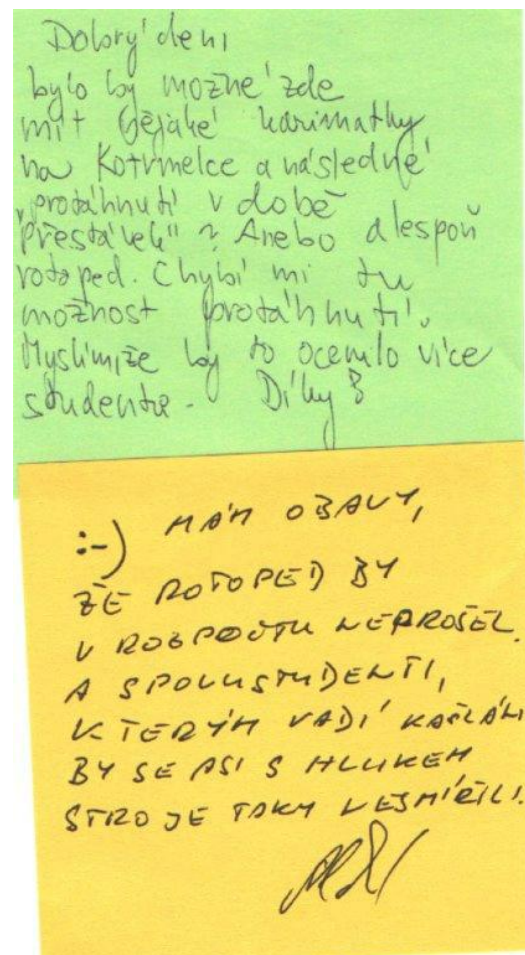 Dobrý den,
bylo by možné zde
mít nějaké karimatky
na Kotrmelce a následné
"protáhnutí v době
přestávek"? Anebo alespoň
rotoped. Chybí mi tu
možnost protáhnutí.
Myslím, že by to ocenilo více
studentů. Díky
:-) MÁM OBAVY,
ŽE ROTOPED BY
V ROZPOČTU NEPROŠEL.
A SPOLUSTUDENTI,
KTERÝM VADÍ KAŠLÁNÍ
BY SE ASI S HLUKEM
STROJE TAKY NESMÍŘILI.